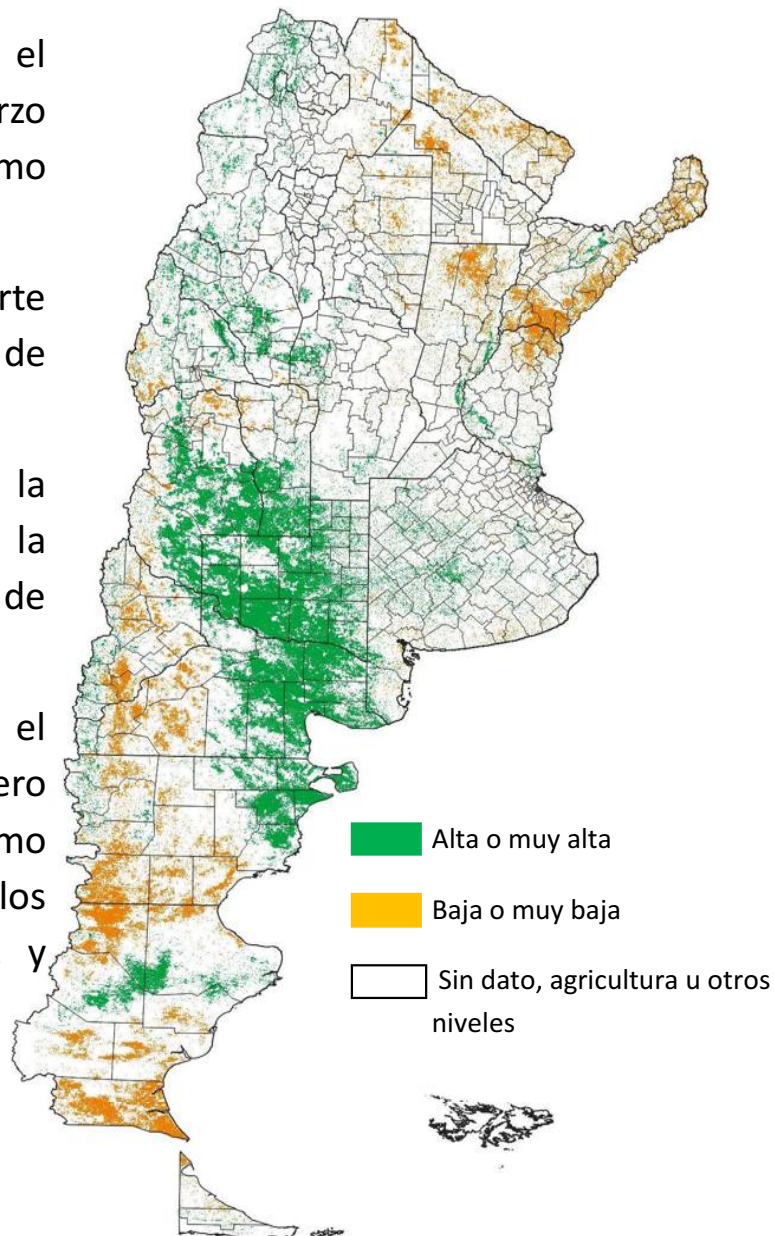 el
rzo
mo
rte
de
la
la
de
el
ero
mo
los
y
Alta o muy alta
Baja o muy baja
Sin dato, agricultura u otros
niveles